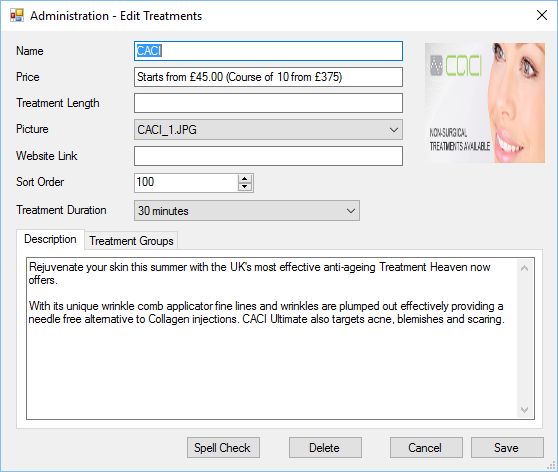 Administration - Edit Treatments
Name
CACI
Price
Starts from £45.00 (Course of 10 from £375)
Treatment Length
Picture
CACI_1.JPG
Website Link
Sort Order
100
Treatment Duration
30 minutes
CACI
NON-SURGICAL
TREATMENTS AVAILABLE
Description
Treatment Groups
Rejuvenate your skin this summer with the UK's most effective anti-ageing Treatment Heaven now
offers.
With its unique wrinkle comb applicator fine lines and wrinkles are plumped out effectively providing a
needle free alternative to Collagen injections. CACI Ultimate also targets acne, blemishes and scaring.
Spell Check
Delete
Cancel
Save